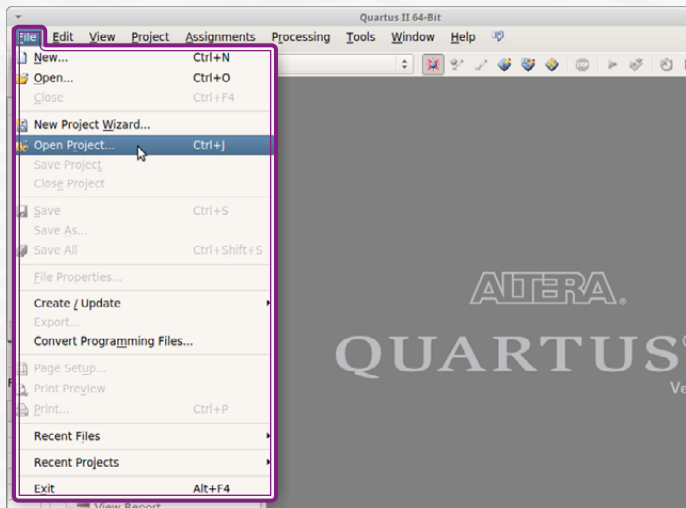 Quartus II 64-Bit
File Edit View Project Assignments Processing Tools Window Help
New... Ctrl+N
Open... Ctrl+O
Close Ctrl+F4
New Project Wizard...
Open Project... Ctrl+J
Save Project
Close Project
Save Ctrl+S
Save As...
Save All Ctrl+Shift+S
File Properties...
Create / Update
Export...
Convert Programming Files...
Page Setup...
Print Preview
Print... Ctrl+P
Recent Files
Recent Projects
Exit Alt+F4
ALTERA®
QUARTUS®
Ve
View Report